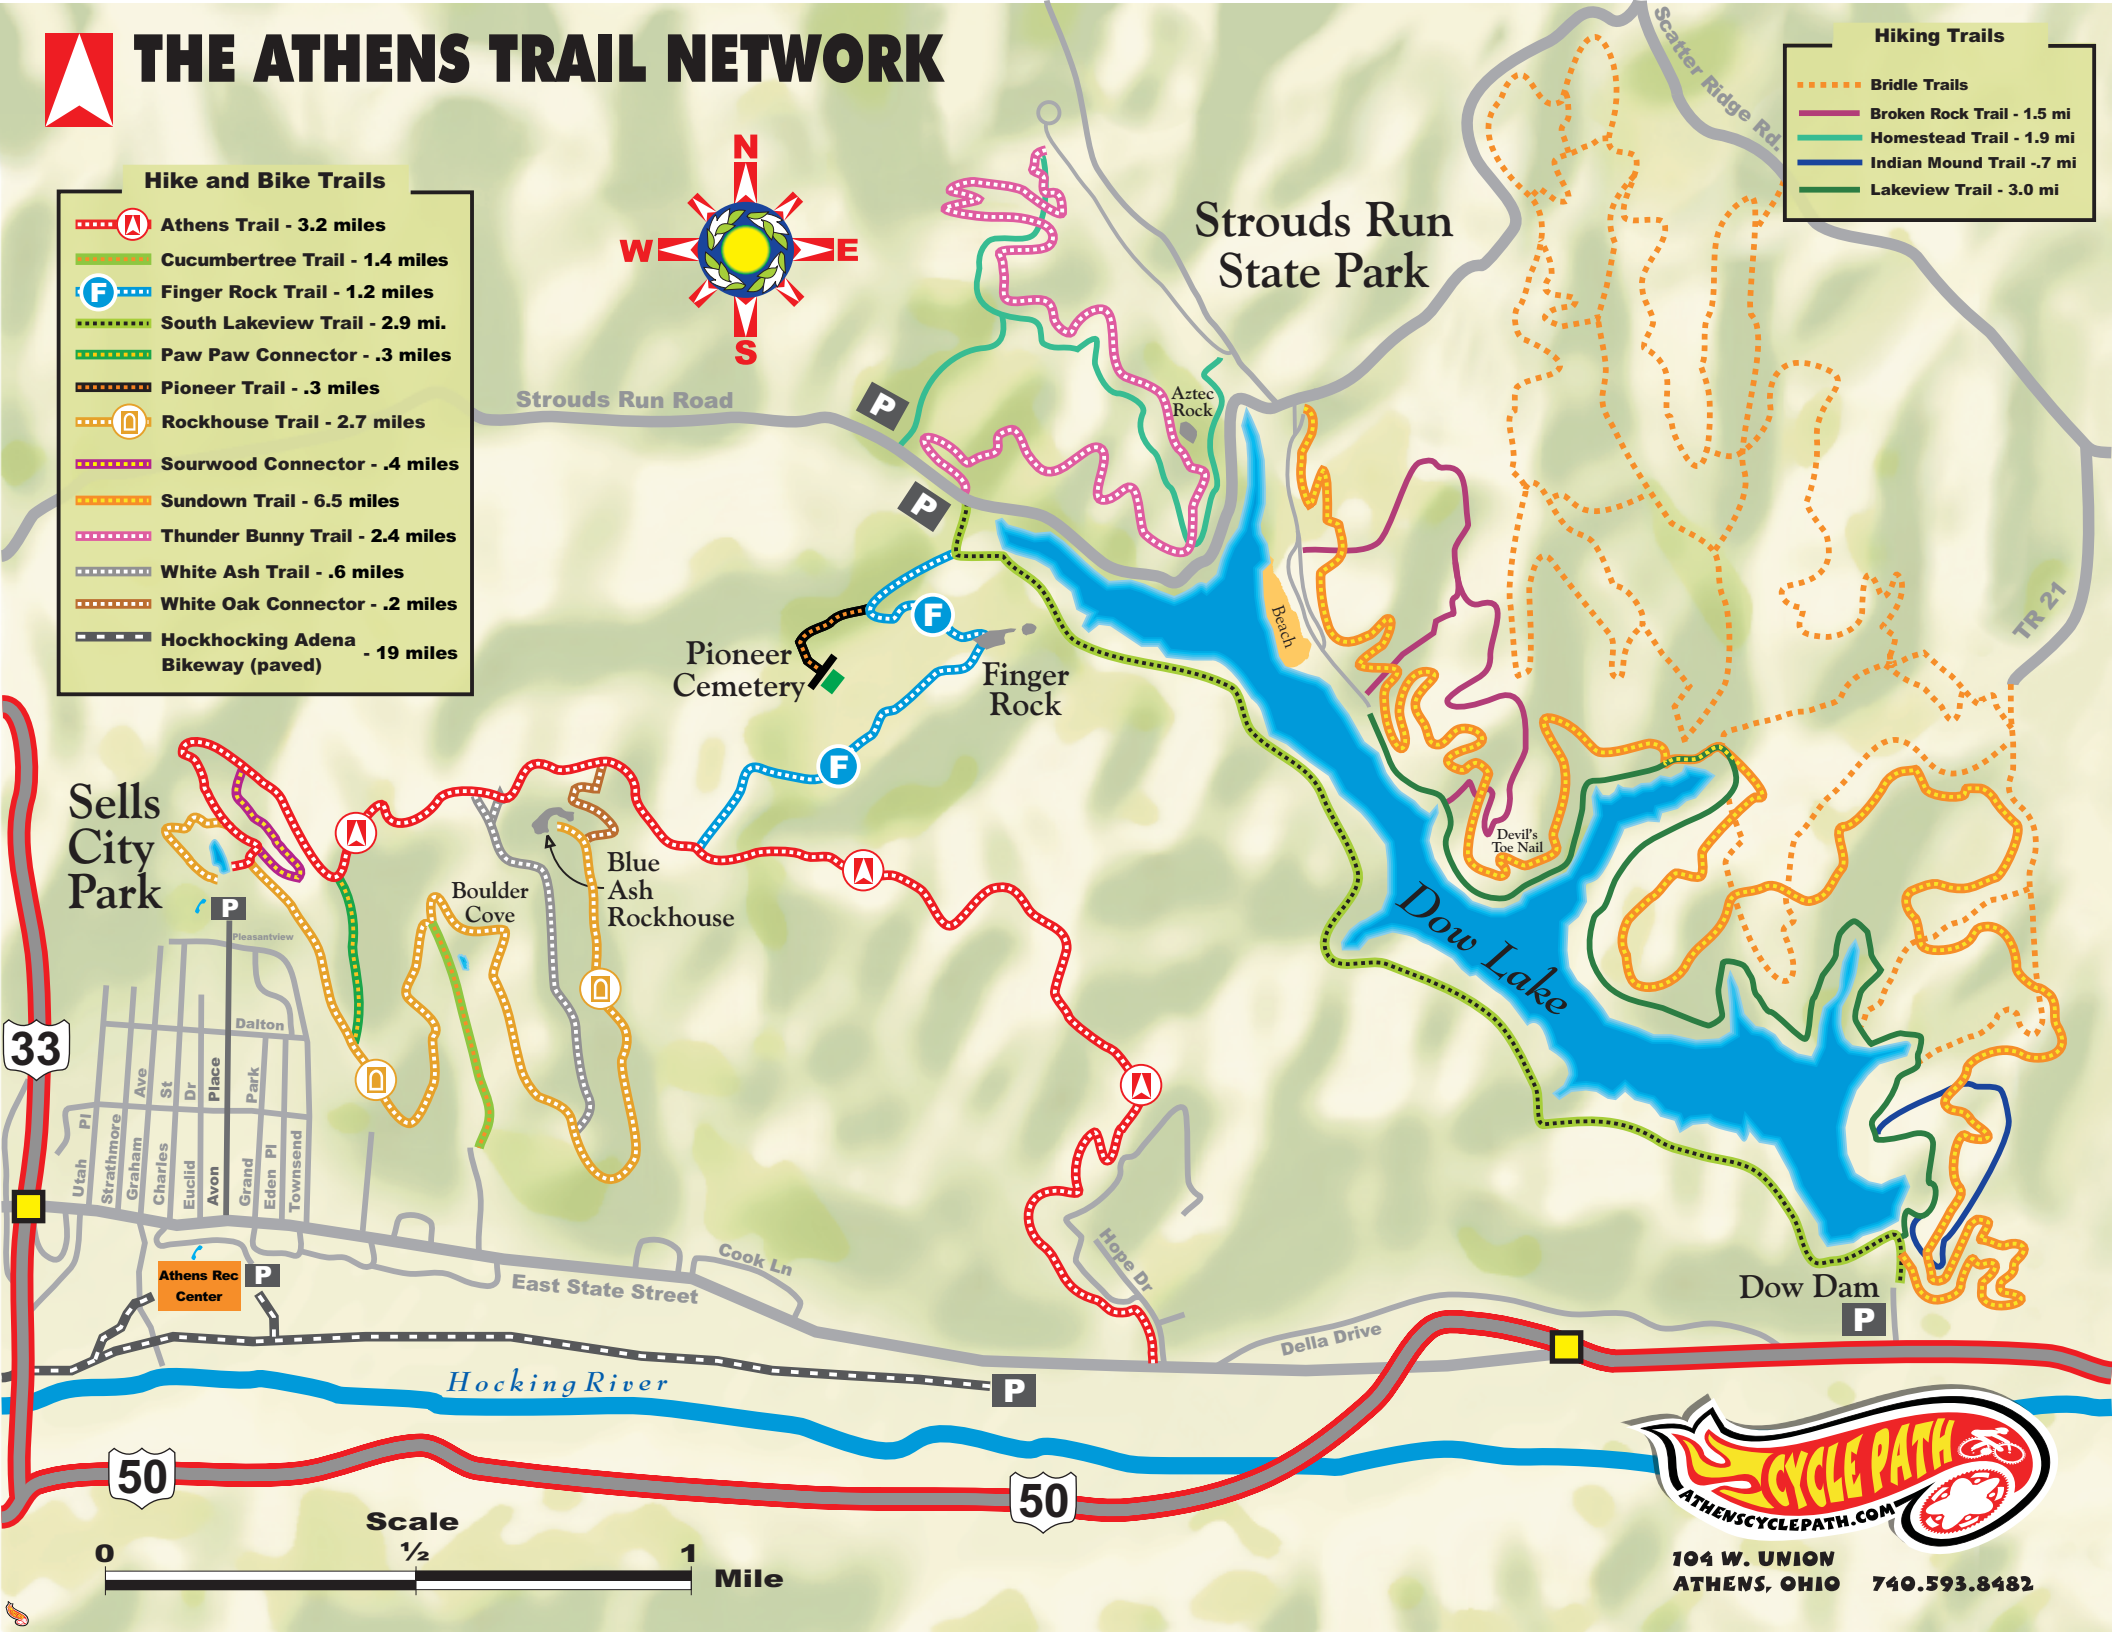 THE ATHENS TRAIL NETWORK
Hike and Bike Trails
Athens Trail - 3.2 miles
Cucumbertree Trail - 1.4 miles
F
Finger Rock Trail - 1.2 miles
South Lakeview Trail - 2.9 mi.
Paw Paw Connector - .3 miles
Pioneer Trail - .3 miles
Rockhouse Trail - 2.7 miles
Sourwood Connector - .4 miles
Sundown Trail - 6.5 miles
Thunder Bunny Trail - 2.4 miles
White Ash Trail - .6 miles
White Oak Connector - .2 miles
Hockhocking Adena
Bikeway (paved) - 19 miles
N
W
E
S
Hiking Trails
Bridle Trails
Broken Rock Trail - 1.5 mi
Homestead Trail - 1.9 mi
Indian Mound Trail -.7 mi
Lakeview Trail - 3.0 mi
Scatter Ridge Rd.
Strouds Run
State Park
Strouds Run Road
P
P
Aztec
Rock
Beach
TR 21
F
Pioneer
Cemetery
Finger
Rock
F
Sells
City
Park
P
Pleasantview
Boulder
Cove
Blue
Ash
Rockhouse
Devil's
Toe Nail
Dow Lake
33
Dalton
Utah Pl
Strathmore
Graham Ave
Charles St
Euclid Dr
Avon Place
Grand Park
Eden Pl
Townsend
Athens Rec
Center
P
East State Street
Cook Ln
Hope Dr
Della Drive
Dow Dam
P
Hocking River
P
50
50
Scale
0 ½ 1
Mile
CYCLE PATH
ATHENSCYCLEPATH.COM
104 W. UNION
ATHENS, OHIO 740.593.8482